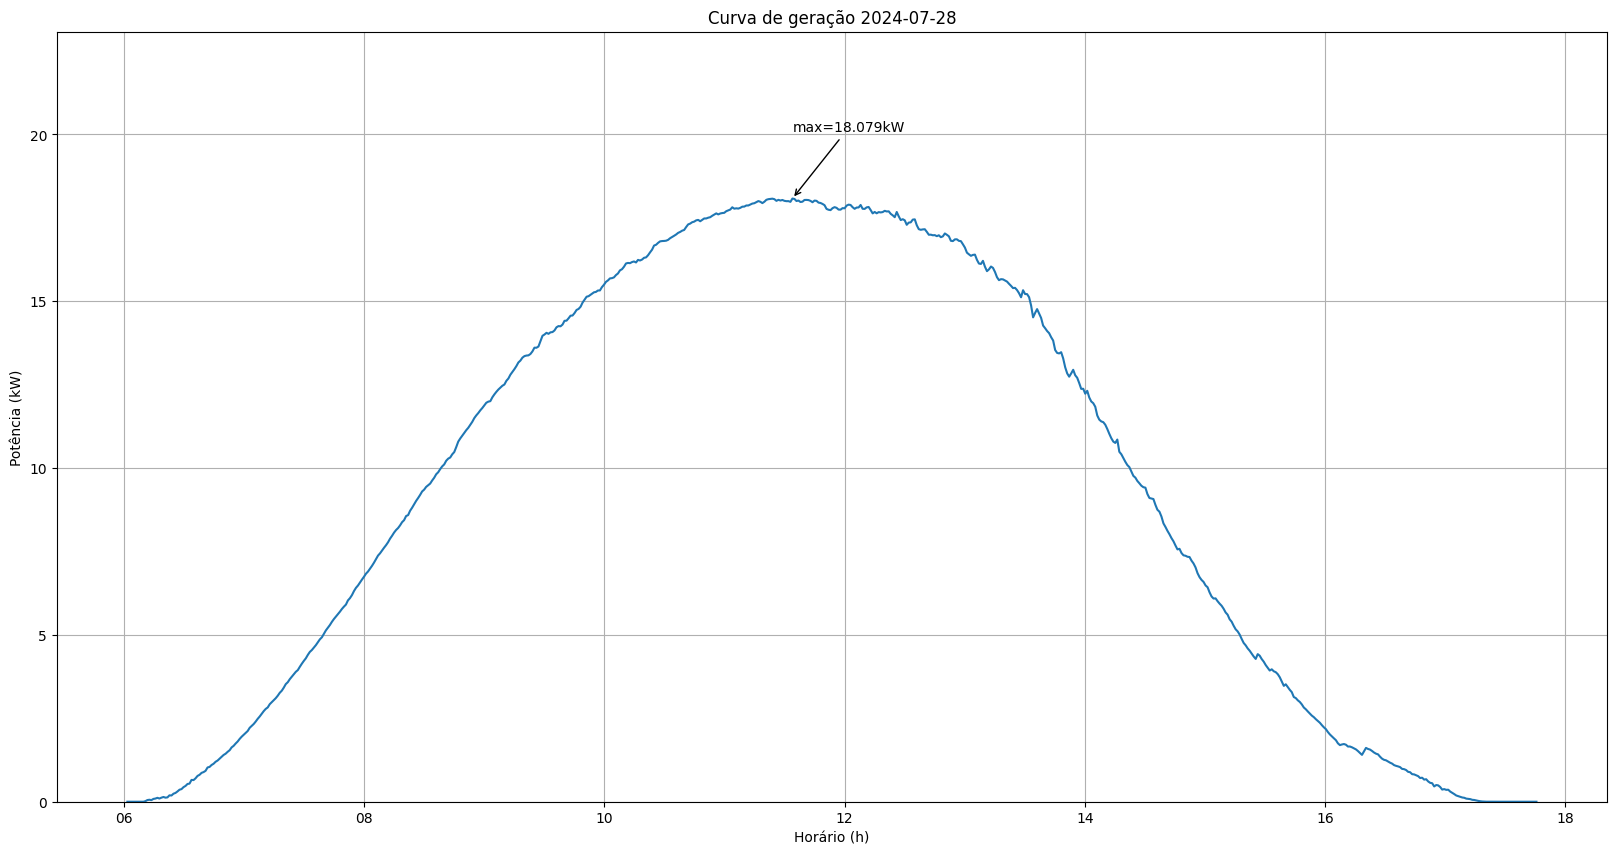 Curva de geração 2024-07-28
max=18.079kW
Potência (kW)
20
15
10
5
0
06 08 10 12 14 16 18
Horário (h)